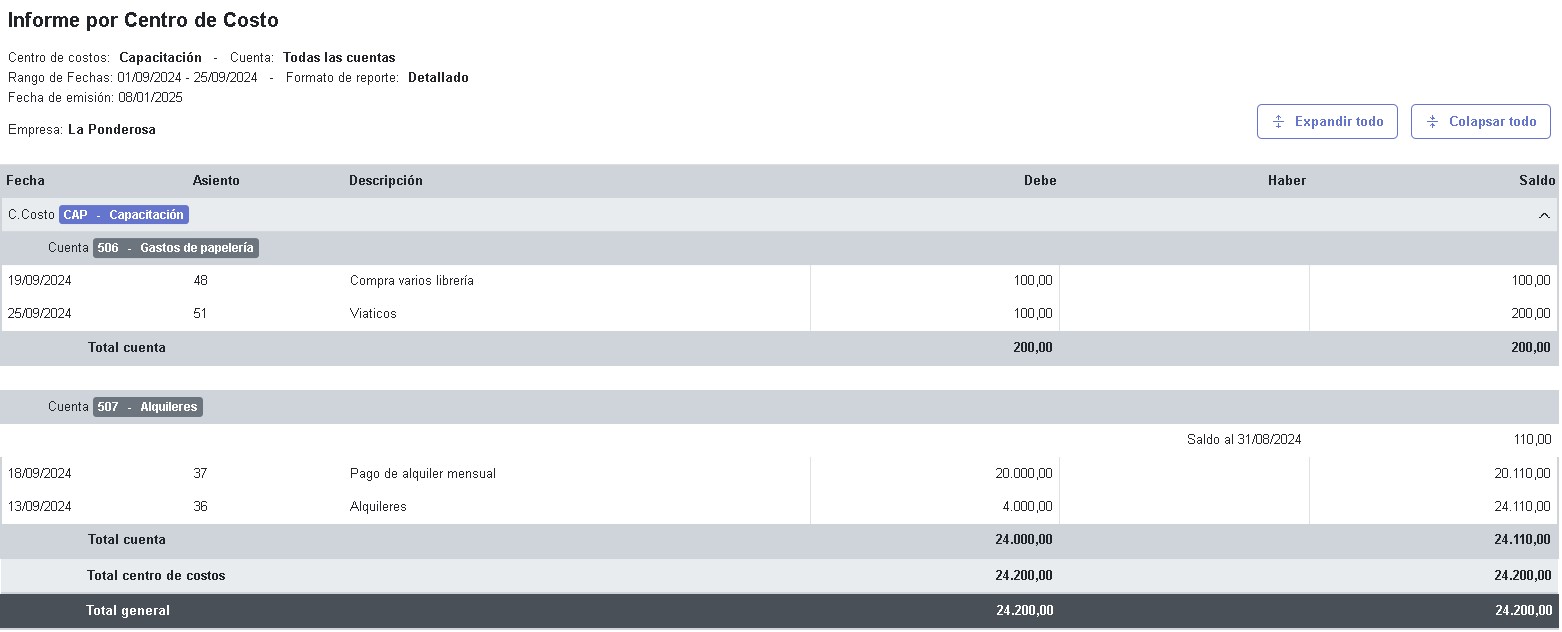 Informe por Centro de Costo
Centro de costos: Capacitación - Cuenta: Todas las cuentas
Rango de Fechas: 01/09/2024 - 25/09/2024 - Formato de reporte: Detallado
Fecha de emisión: 08/01/2025
Empresa: La Ponderosa
Expandir todo Colapsar todo
Fecha Asiento Descripción Debe Haber Saldo
C.Costo CAP - Capacitación
Cuenta 506 - Gastos de papelería
19/09/2024 48 Compra varios librería 100,00 100,00
25/09/2024 51 Viaticos 100,00 200,00
Total cuenta 200,00 200,00
Cuenta 507 - Alquileres
Saldo al 31/08/2024 110,00
18/09/2024 37 Pago de alquiler mensual 20.000,00 20.110,00
13/09/2024 36 Alquileres 4.000,00 24.110,00
Total cuenta 24.000,00 24.110,00
Total centro de costos 24.200,00 24.200,00
Total general 24.200,00 24.200,00